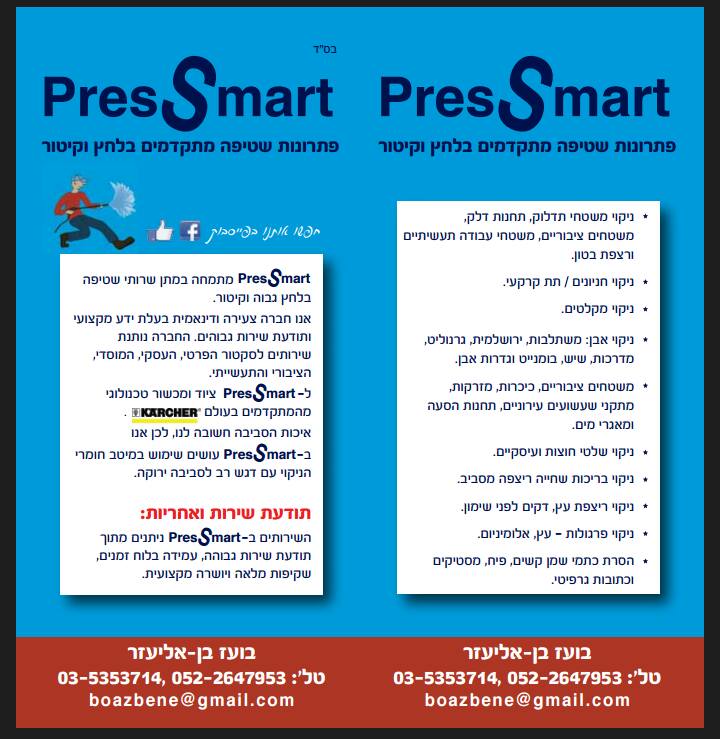 בס"ד
PresSmart
פתרונות שטיפה מתקדמים בלחץ וקיטור
חפשו אותנו בפייסבוק
PresSmart מתמחה במתן שרותי שטיפה
בלחץ גבוה וקיטור.
אנו חברה צעירה ודינאמית בעלת ידע מקצועי
ותודעת שירות גבוהים. החברה נותנת
שירותים לסקטור הפרטי, העסקי, המוסדי,
הציבורי והתעשייתי.
ל-PresSmart ציוד ומכשור טכנולוגי
מהמתקדמים בעולם KARCHER .
איכות הסביבה חשובה לנו, לכן אנו
ב-PresSmart עושים שימוש במיטב חומרי
הניקוי עם דגש רב לסביבה ירוקה.
תודעת שירות ואחריות:
השירותים ב-PresSmart ניתנים מתוך
תודעת שירות גבוהה, עמידה בלוח זמנים,
שקיפות מלאה ויושרה מקצועית.
בועז בן-אליעזר
טל': 052-2647953 ,03-5353714
boazbene@gmail.com
PresSmart
פתרונות שטיפה מתקדמים בלחץ וקיטור
* ניקוי משטחי תדלוק, תחנות דלק,
משטחים ציבוריים, משטחי עבודה תעשיתיים
ורצפת בטון.
* ניקוי חניונים / תת קרקעי.
* ניקוי מקלטים.
* ניקוי אבן: משתלבות, ירושלמית, גרנוליט,
מדרכות, שיש, בומנייט וגדרות אבן.
* משטחים ציבוריים, כיכרות, מזרקות,
מתקני שעשועים עירוניים, תחנות הסעה
ומאגרי מים.
* ניקוי שלטי חוצות ועיסקיים.
* ניקוי בריכות שחייה ריצפה מסביב.
* ניקוי ריצפת עץ, דקים לפני שימון.
* ניקוי פרגולות - עץ, אלומיניום.
* הסרת כתמי שמן קשים, פיח, מסטיקים
וכתובות גרפיטי.
בועז בן-אליעזר
טל': 052-2647953 ,03-5353714
boazbene@gmail.com